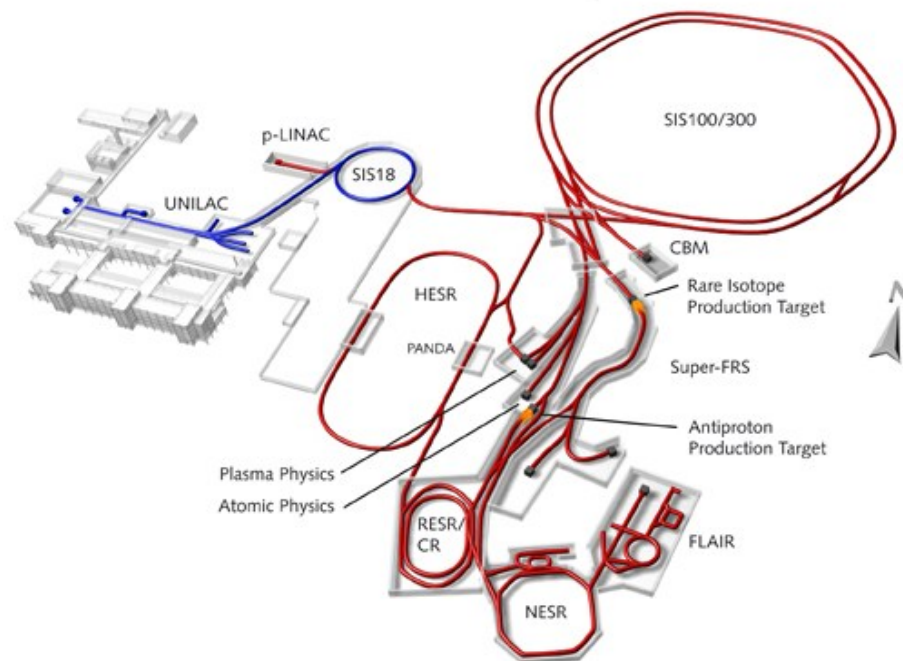 SIS100/300
p-LINAC
SIS18
UNILAC
CBM
HESR
Rare Isotope
Production Target
N
PANDA
Super-FRS
Antiproton
Production Target
Plasma Physics
Atomic Physics
RESR/
CR
FLAIR
NESR